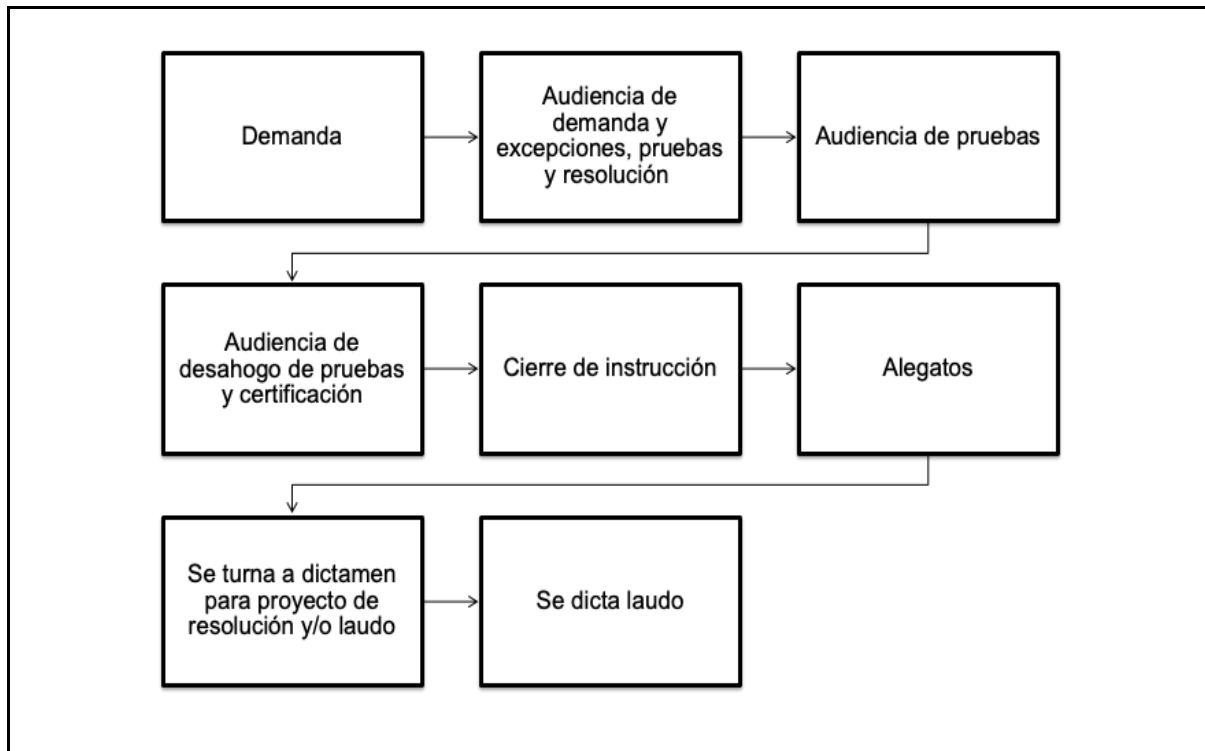 Demanda
Audiencia de
demanda y
excepciones, pruebas
y resolución
Audiencia de pruebas
Audiencia de
desahogo de pruebas
y certificación
Cierre de instrucción
Alegatos
Se turna a dictamen
para proyecto de
resolución y/o laudo
Se dicta laudo